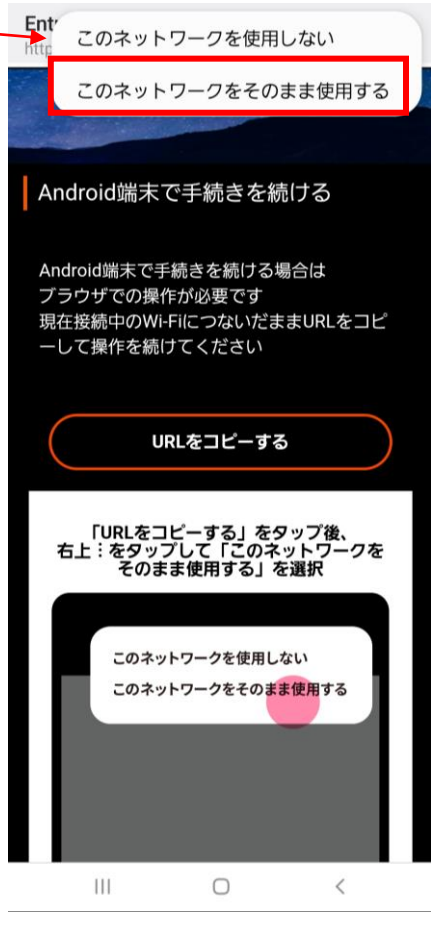 Ent
http
このネットワークを使用しない
このネットワークをそのまま使用する
Android端末で手続きを続ける
Android端末で手続きを続ける場合は
ブラウザでの操作が必要です
現在接続中のWi-FiにつないだままURLをコピ
ーして操作を続けてください
URLをコピーする
「URLをコピーする」をタップ後、
右上⋮をタップして「このネットワークを
そのまま使用する」を選択
このネットワークを使用しない
このネットワークをそのまま使用する